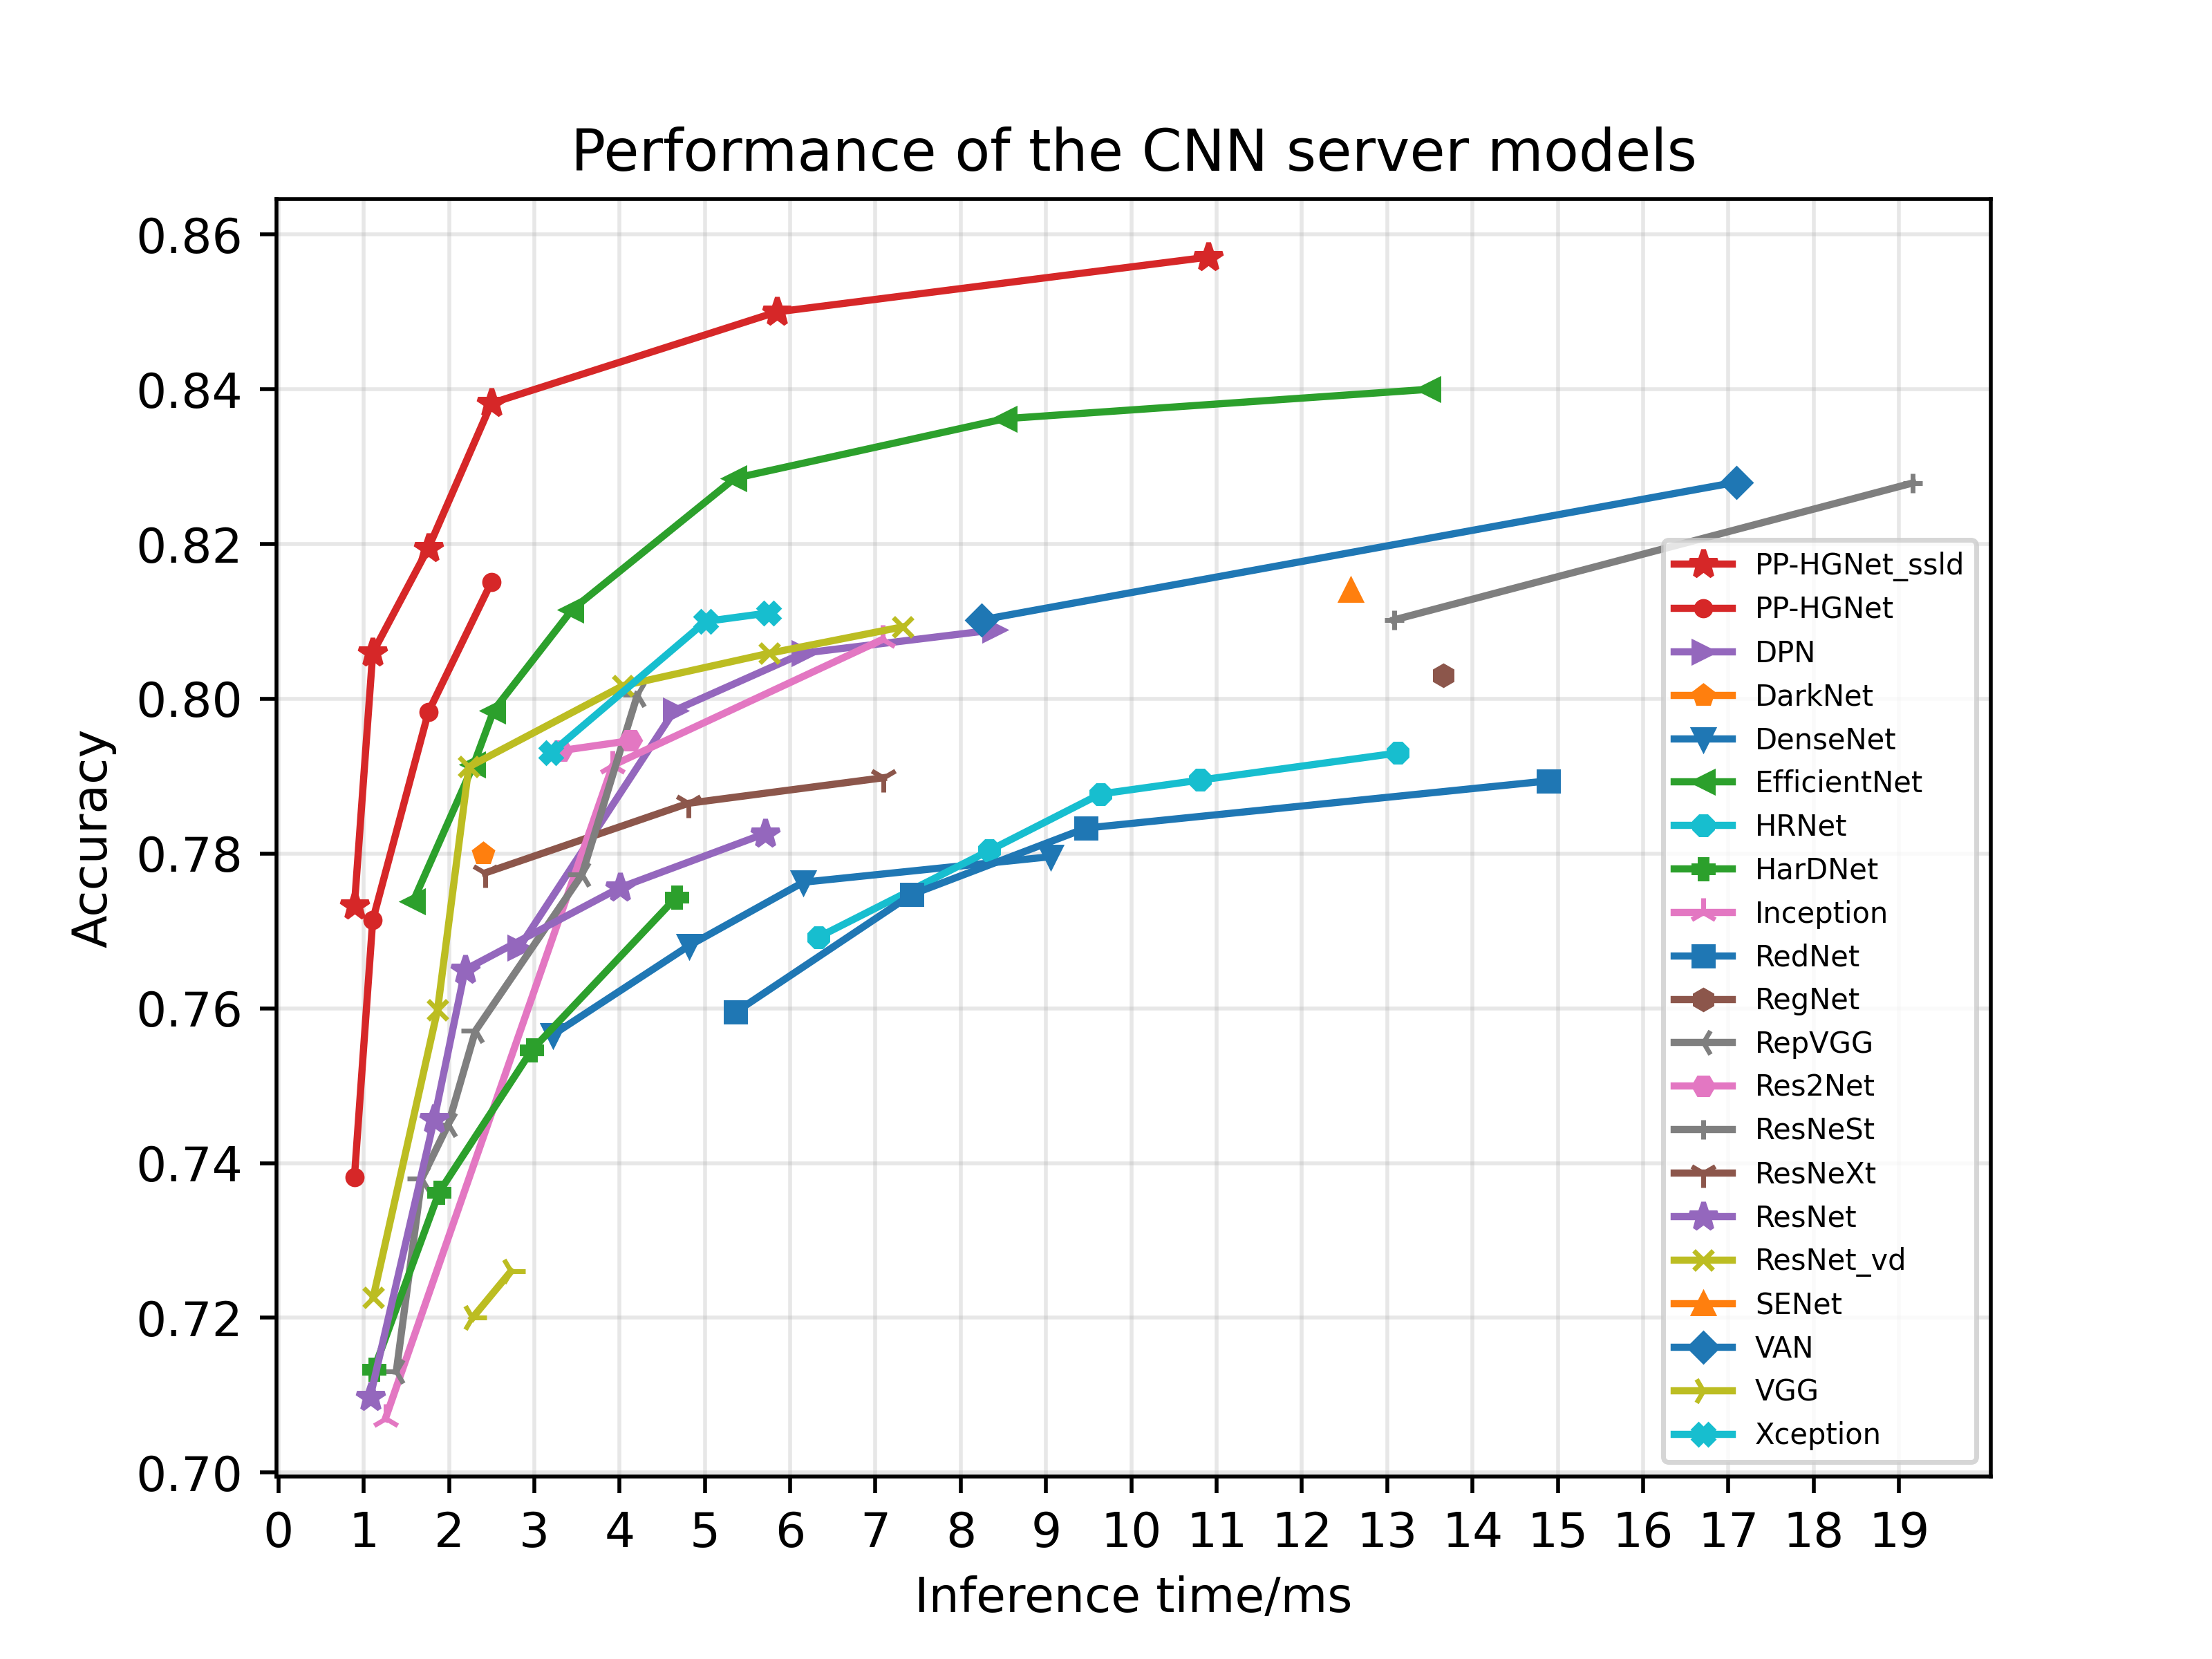 Performance of the CNN server models
0.86
0.84
0.82
0.80
0.78
0.76
0.74
0.72
0.70
Accuracy
PP-HGNet_ssld
PP-HGNet
DPN
DarkNet
DenseNet
EfficientNet
HRNet
HarDNet
Inception
RedNet
RegNet
RepVGG
Res2Net
ResNeSt
ResNeXt
ResNet
ResNet_vd
SENet
VAN
VGG
Xception
0 1 2 3 4 5 6 7 8 9 10 11 12 13 14 15 16 17 18 19
Inference time/ms